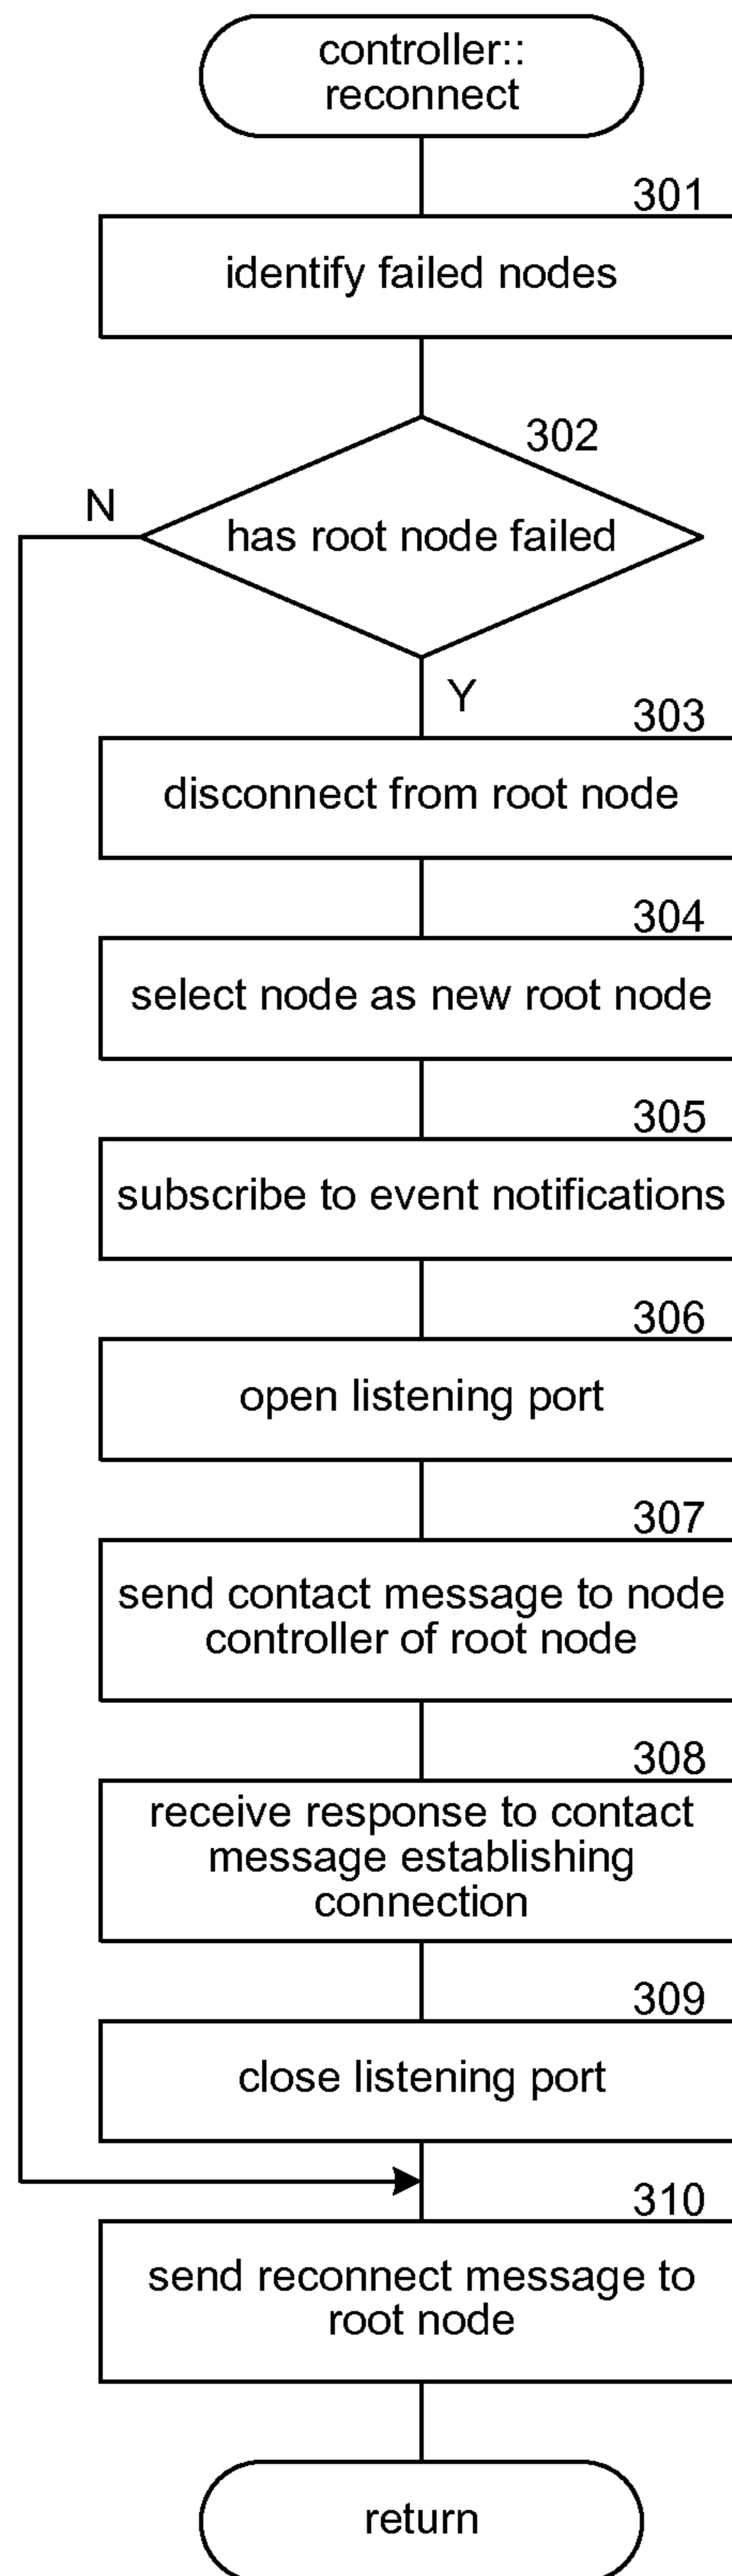 controller::
reconnect
301
identify failed nodes
302
N
has root node failed
Y
303
disconnect from root node
304
select node as new root node
305
subscribe to event notifications
306
open listening port
307
send contact message to node
controller of root node
308
receive response to contact
message establishing
connection
309
close listening port
310
send reconnect message to
root node
return